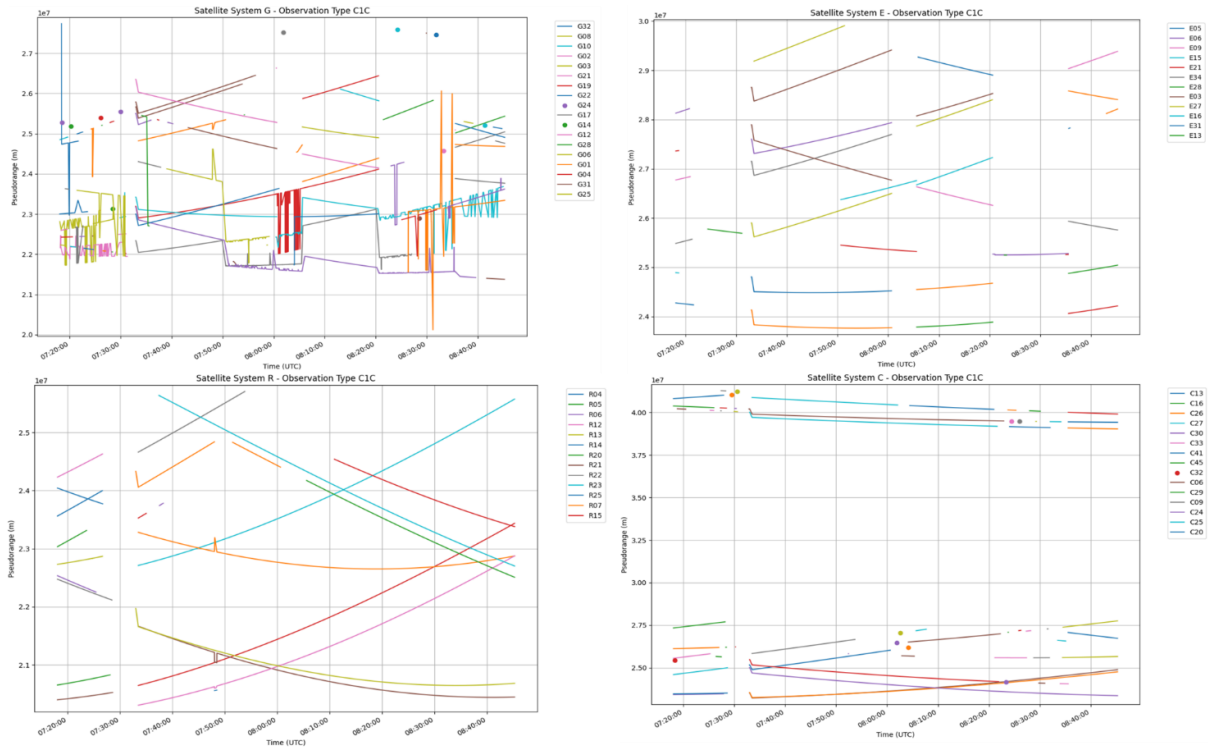 Satellite System G - Observation Type C1C
1e7
Pseudorange (m)
2.7
2.6
2.5
2.4
2.3
2.2
2.1
2.0
07:20:00
07:30:00
07:40:00
07:50:00
08:00:00
08:10:00
08:20:00
08:30:00
08:40:00
Time (UTC)
G32
G08
G10
G02
G03
G21
G19
G22
G24
G17
G14
G12
G28
G06
G01
G04
G31
G25
Satellite System E - Observation Type C1C
1e7
Pseudorange (m)
3.0
2.9
2.8
2.7
2.6
2.5
2.4
07:20:00
07:30:00
07:40:00
07:50:00
08:00:00
08:10:00
08:20:00
08:30:00
08:40:00
Time (UTC)
E05
E06
E09
E15
E21
E34
E28
E03
E27
E16
E31
E13
Satellite System R - Observation Type C1C
1e7
Pseudorange (m)
2.5
2.4
2.3
2.2
2.1
07:20:00
07:30:00
07:40:00
07:50:00
08:00:00
08:10:00
08:20:00
08:30:00
08:40:00
Time (UTC)
R04
R05
R06
R12
R13
R14
R20
R21
R22
R23
R25
R07
R15
Satellite System C - Observation Type C1C
1e7
Pseudorange (m)
4.00
3.75
3.50
3.25
3.00
2.75
2.50
07:20:00
07:30:00
07:40:00
07:50:00
08:00:00
08:10:00
08:20:00
08:30:00
08:40:00
Time (UTC)
C13
C16
C26
C27
C30
C33
C41
C45
C32
C06
C29
C09
C24
C25
C20